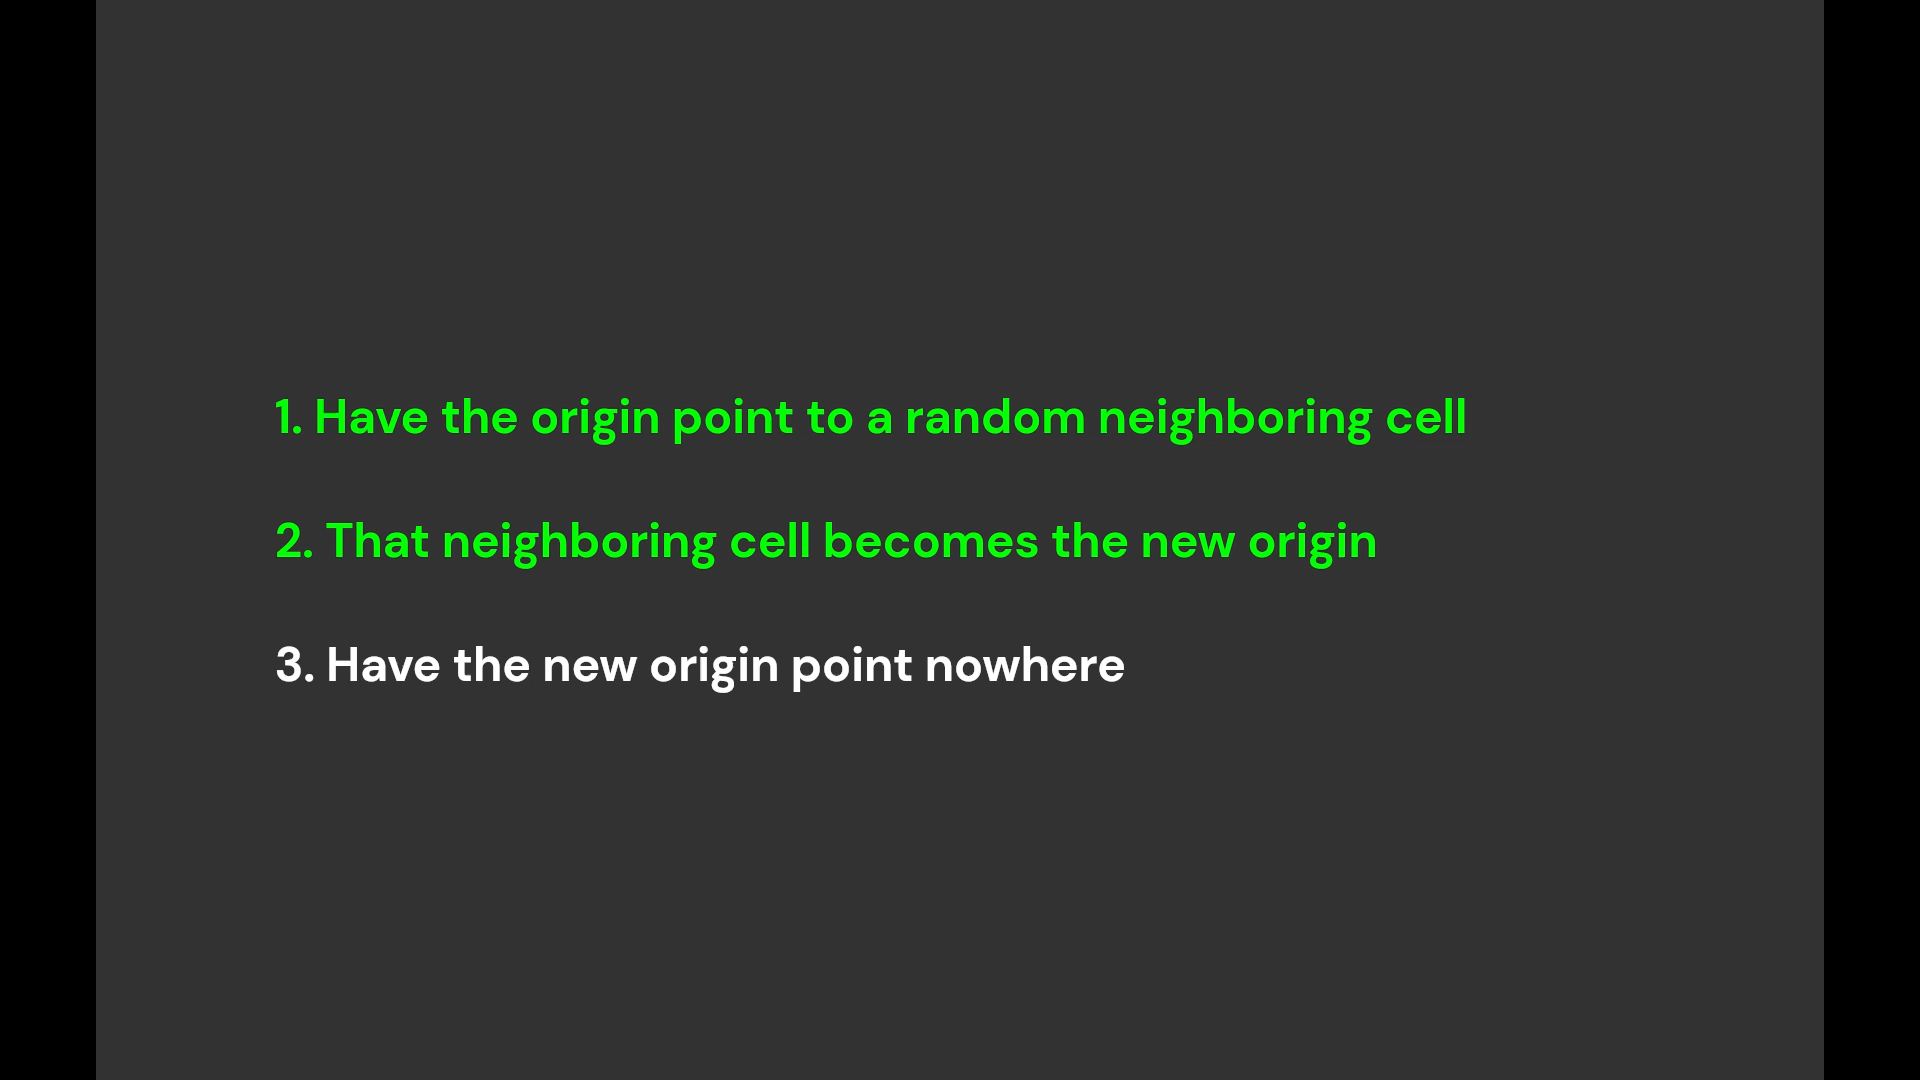 1. Have the origin point to a random neighboring cell
2. That neighboring cell becomes the new origin
3. Have the new origin point nowhere